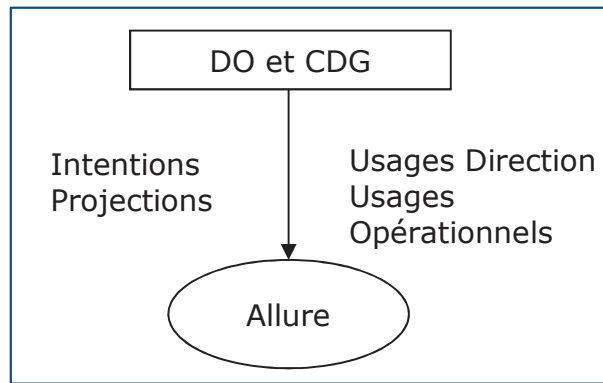 DO et CDG
Intentions
Projections
Usages Direction
Usages
Opérationnels
Allure